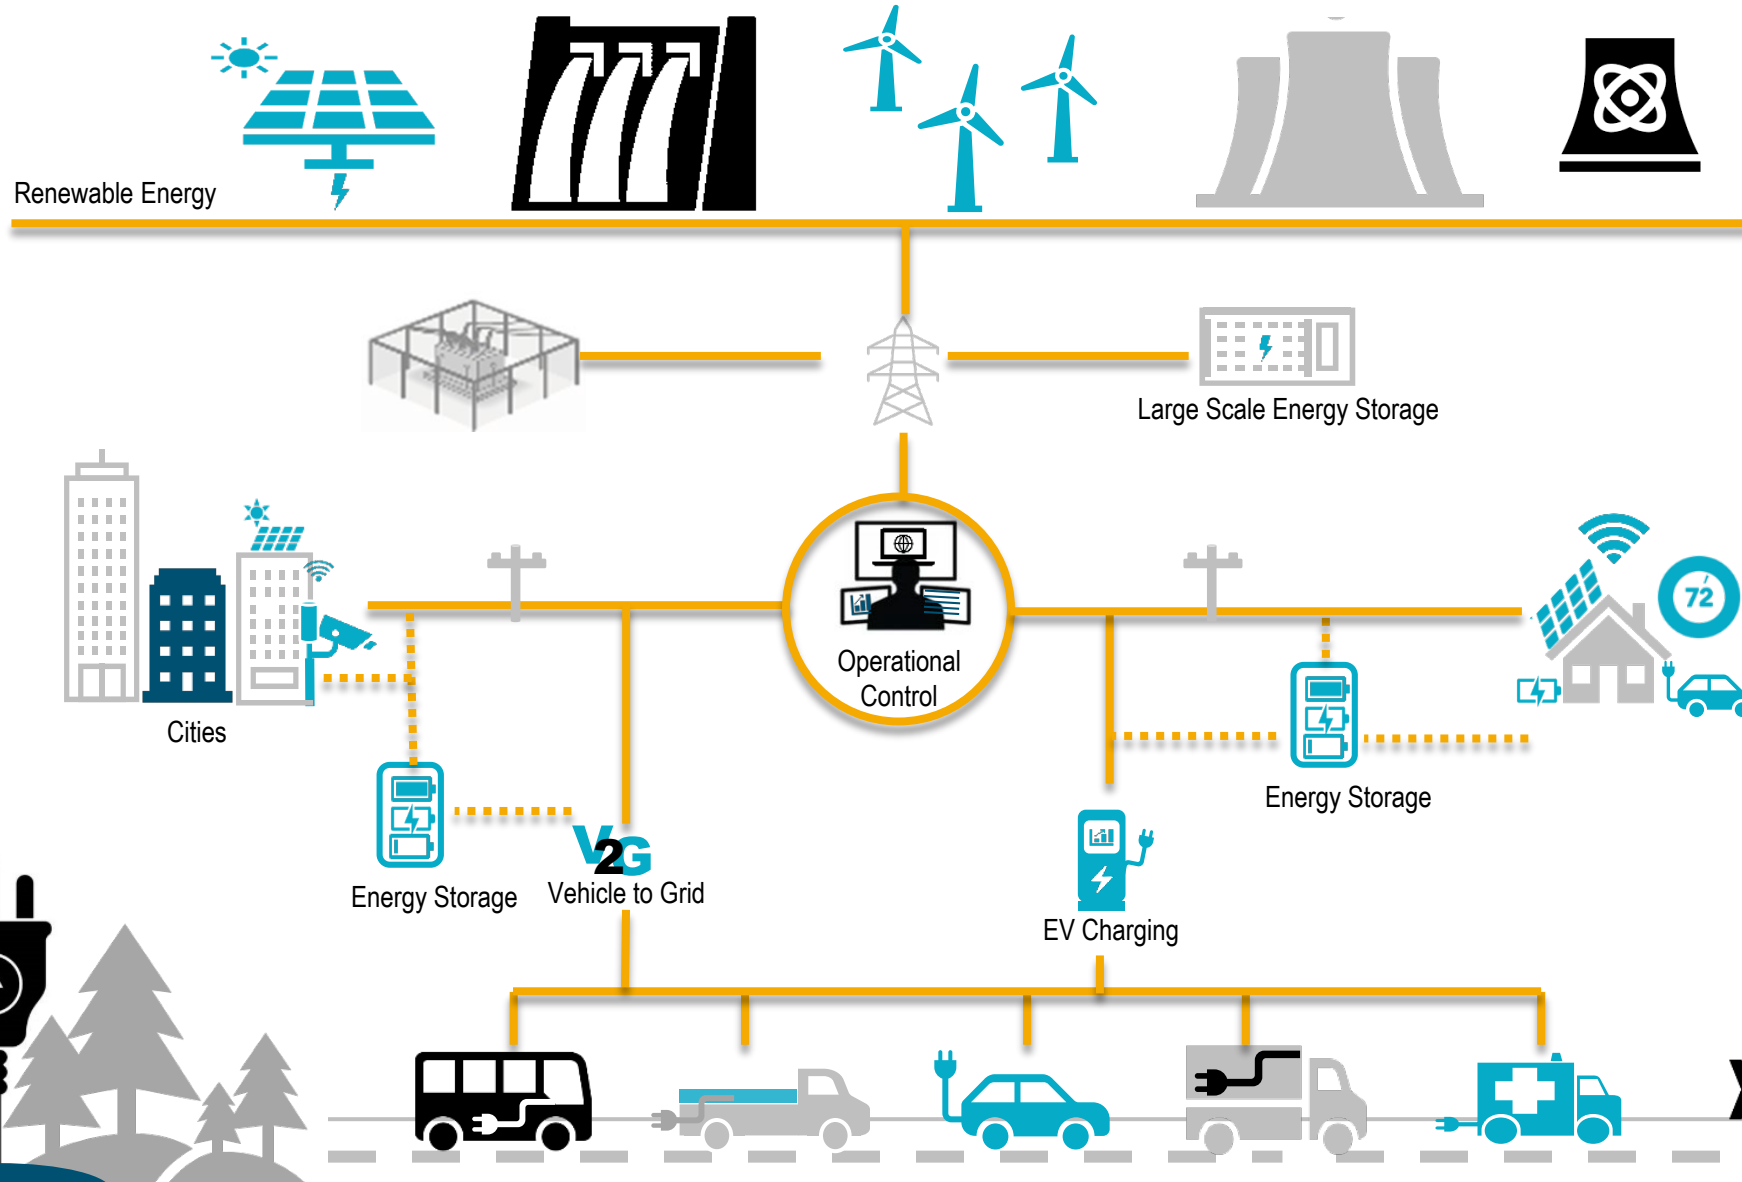 Renewable Energy
Large Scale Energy Storage
Operational
Control
72
Cities
Energy Storage
V2G
Vehicle to Grid
Energy Storage
EV Charging